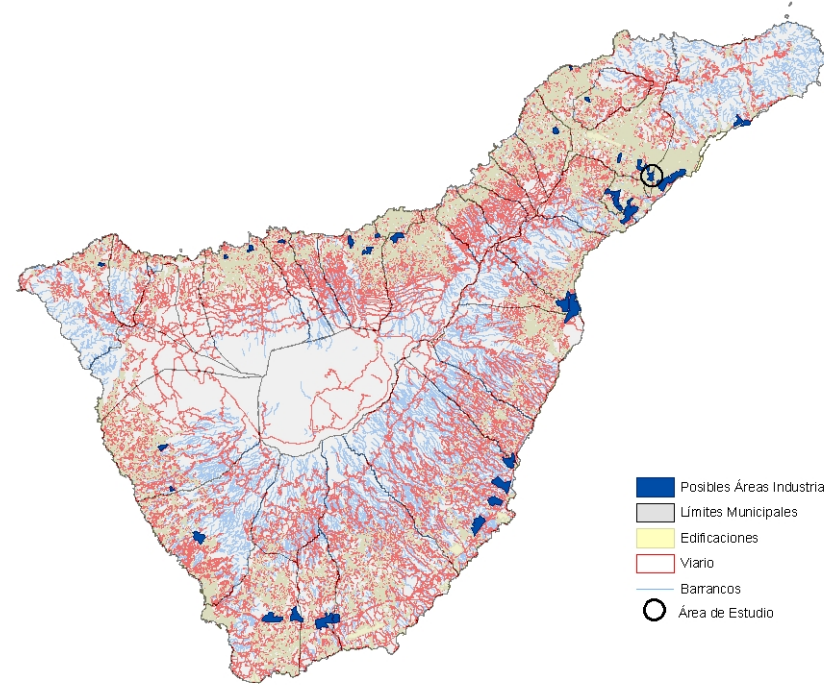 Posibles Áreas Industria
Límites Municipales
Edificaciones
Viario
Barrancos
Área de Estudio